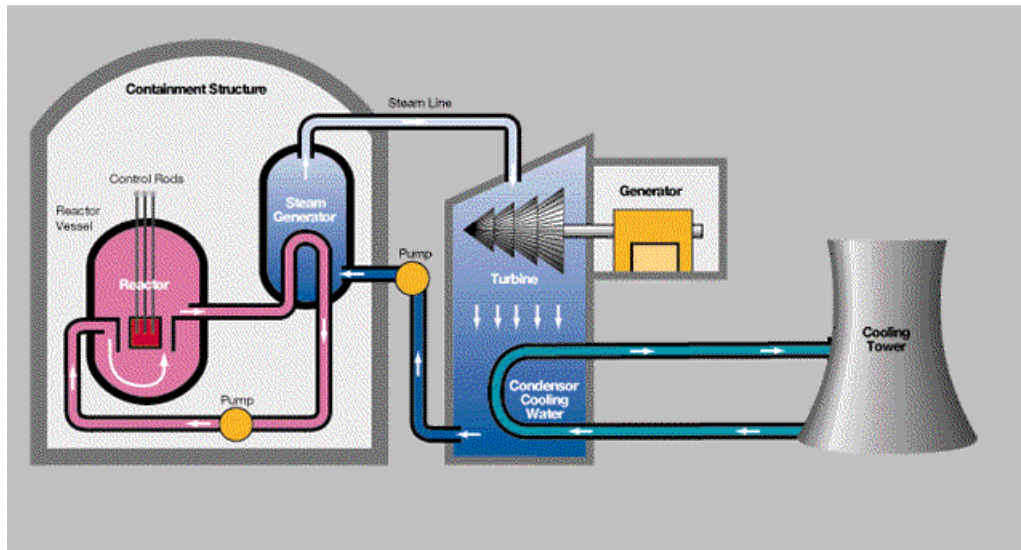 Containment Structure
Steam Line
Control Rods
Reactor
Vessel
Steam
Generator
Generator
Pump
Reactor
Turbine
Cooling
Tower
Condensor
Cooling
Water
Pump